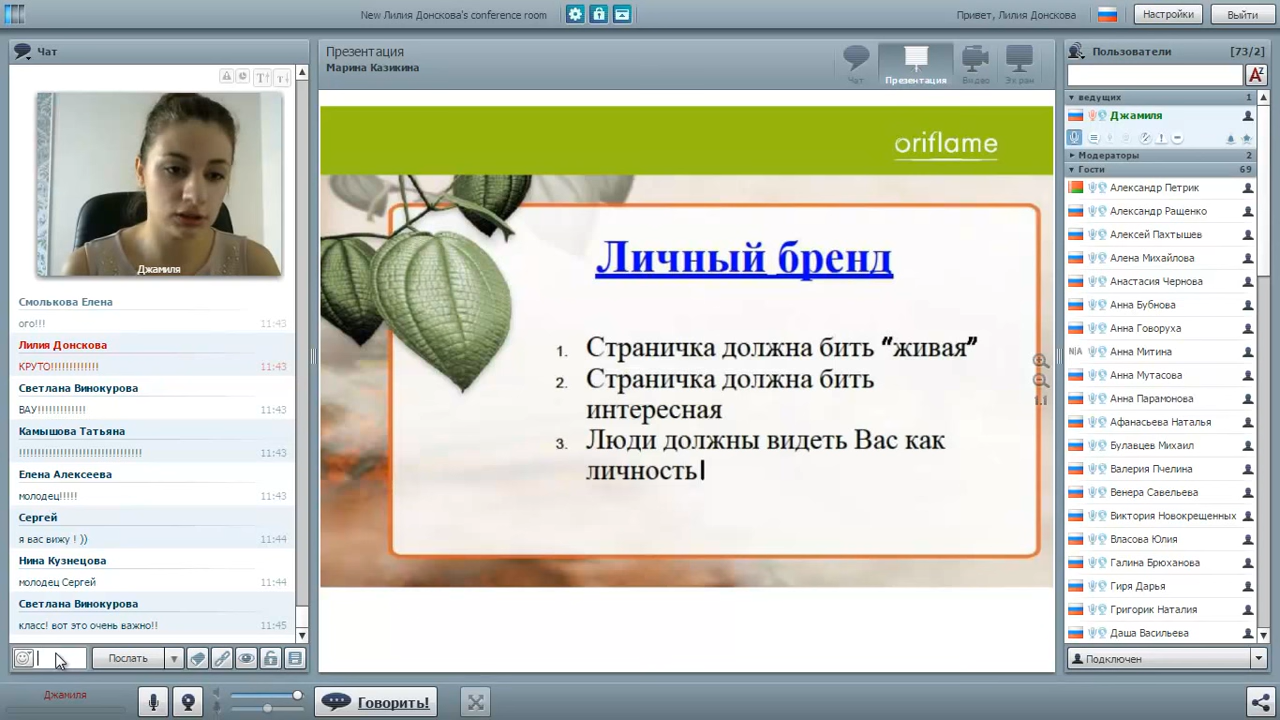 New Лилия Донскова's conference room
Привет, Лилия Донскова
Настройки
Выйти
Чат
Джамиля
Смолькова Елена
ого!!!
11:43
Лилия Донскова
КРУТО!!!!!!!!!!!!!
11:43
Светлана Винокурова
ВАУ!!!!!!!!!!!!!
11:43
Камышова Татьяна
!!!!!!!!!!!!!!!!!!!!!!!!!!!!!!!!
11:43
Елена Алексеева
молодец!!!!!
11:43
Сергей
я вас вижу ! ))
11:44
Нина Кузнецова
молодец Сергей
11:44
Светлана Винокурова
класс! вот это очень важно!!
11:45
Послать
Джамиля
Говорить!
Презентация
Марина Казикина
Чат
Презентация
Видео
Экран
oriflame
Личный бренд
1. Страничка должна бить "живая"
2. Страничка должна бить
интересная
3. Люди должны видеть Вас как
личность
1.1
Пользователи
[73/2]
ведущих 1
Джамиля
Модераторы 2
Гости 69
Александр Петрик
Александр Ращенко
Алексей Пахтышев
Алена Михайлова
Анастасия Чернова
Анна Бубнова
Анна Говоруха
N/A Анна Митина
Анна Мутасова
Анна Парамонова
Афанасьева Наталья
Булавцев Михаил
Валерия Пчелина
Венера Савельева
Виктория Новокрещенных
Власова Юлия
Галина Брюханова
Гиря Дарья
Григорик Наталия
Даша Васильева
Подключен